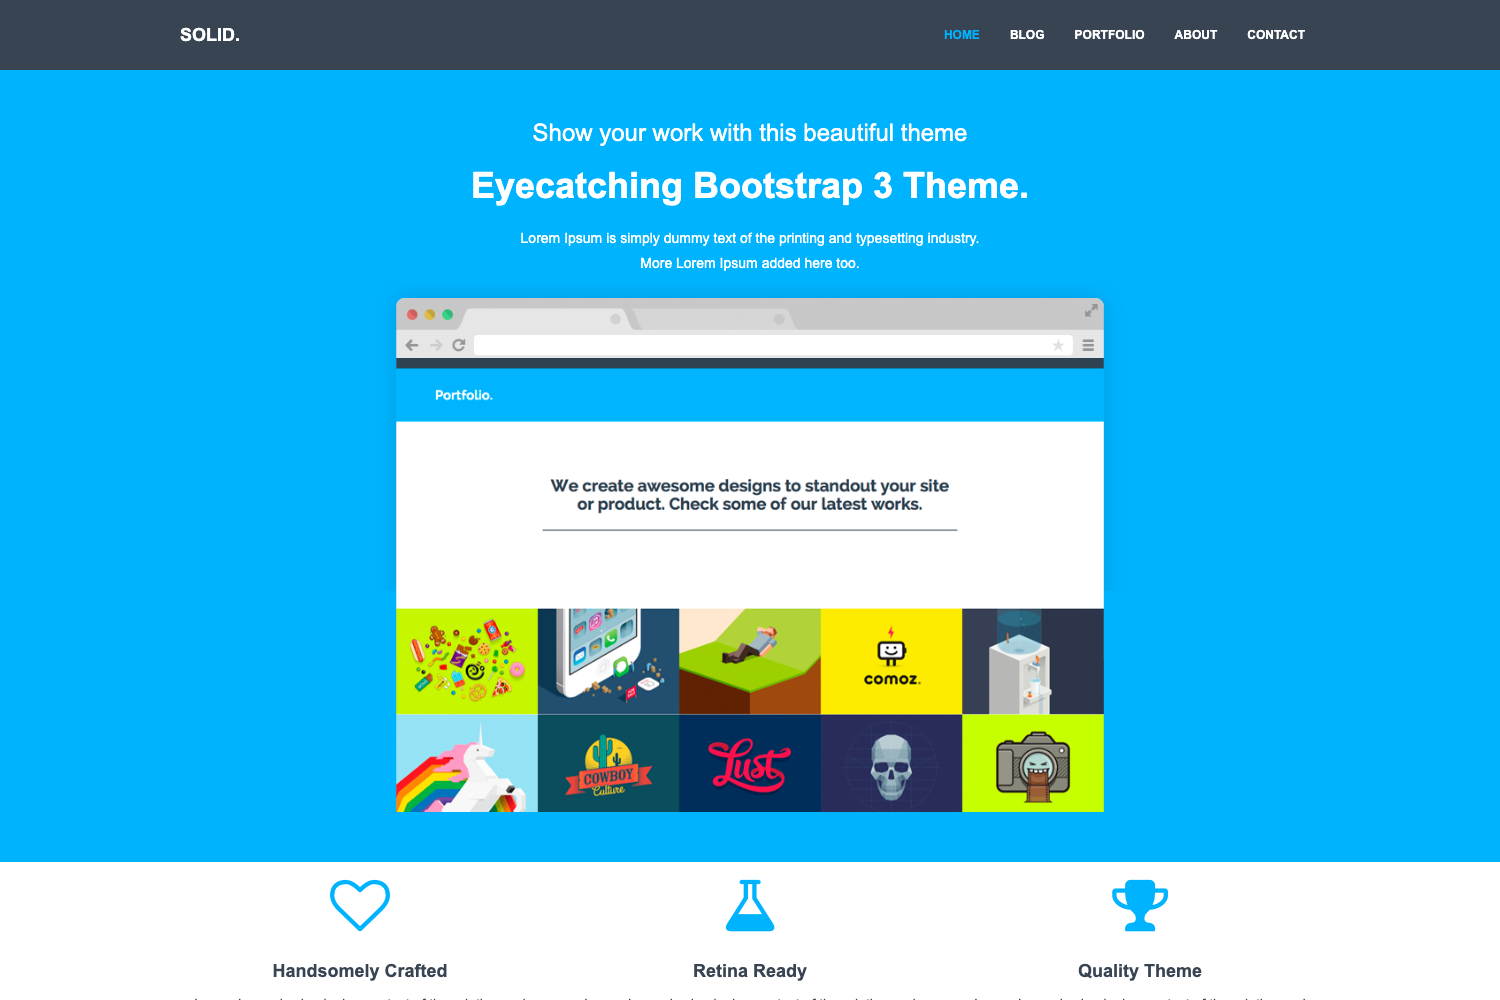 SOLID.
HOME BLOG PORTFOLIO ABOUT CONTACT
Show your work with this beautiful theme
Eyecatching Bootstrap 3 Theme.
Lorem Ipsum is simply dummy text of the printing and typesetting industry.
More Lorem Ipsum added here too.
Portfolio.
We create awesome designs to standout your site
or product. Check some of our latest works.
comoz.
COWBOY
Culture
Lust
Handsomely Crafted Retina Ready Quality Theme